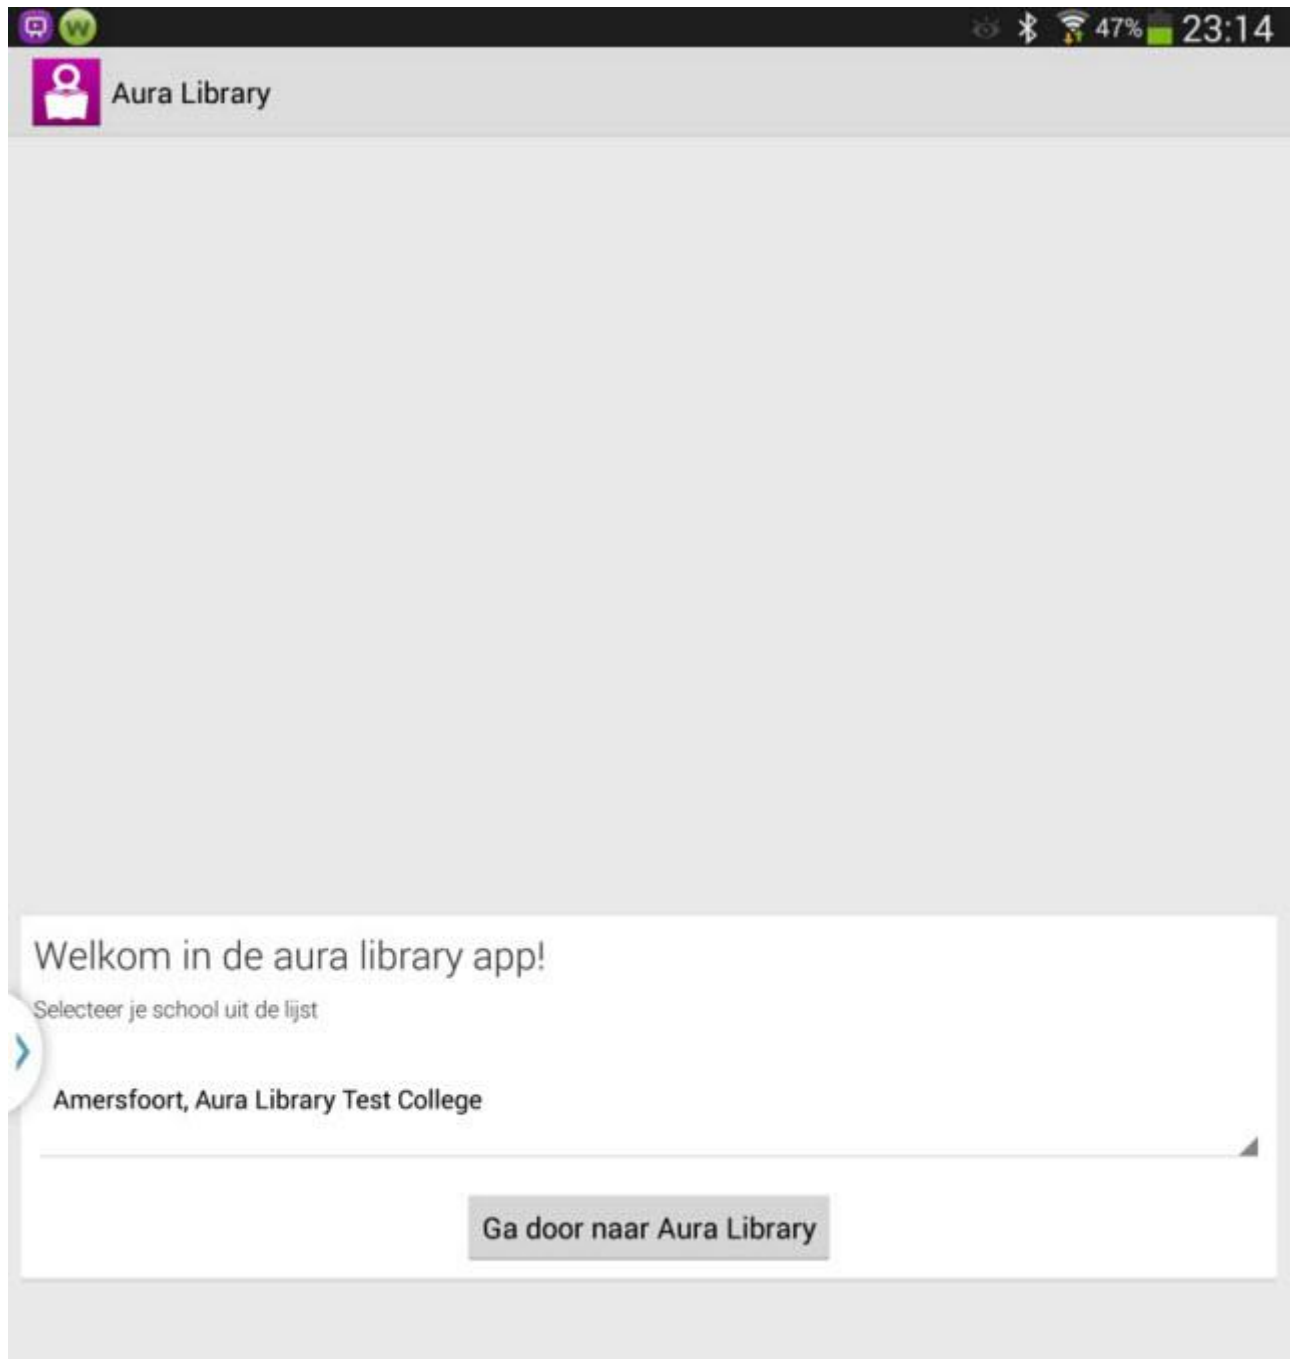 W 47% 23:14
Aura Library
Welkom in de aura library app!
Selecteer je school uit de lijst
Amersfoort, Aura Library Test College
Ga door naar Aura Library